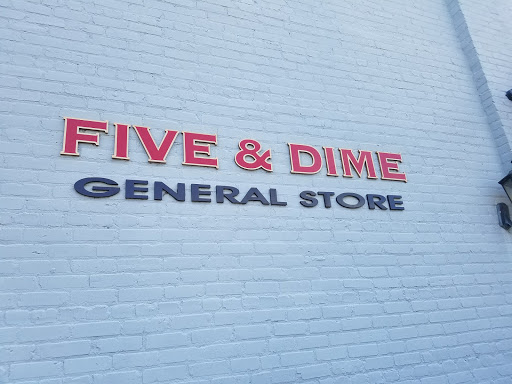 FIVE & DIME
GENERAL STORE